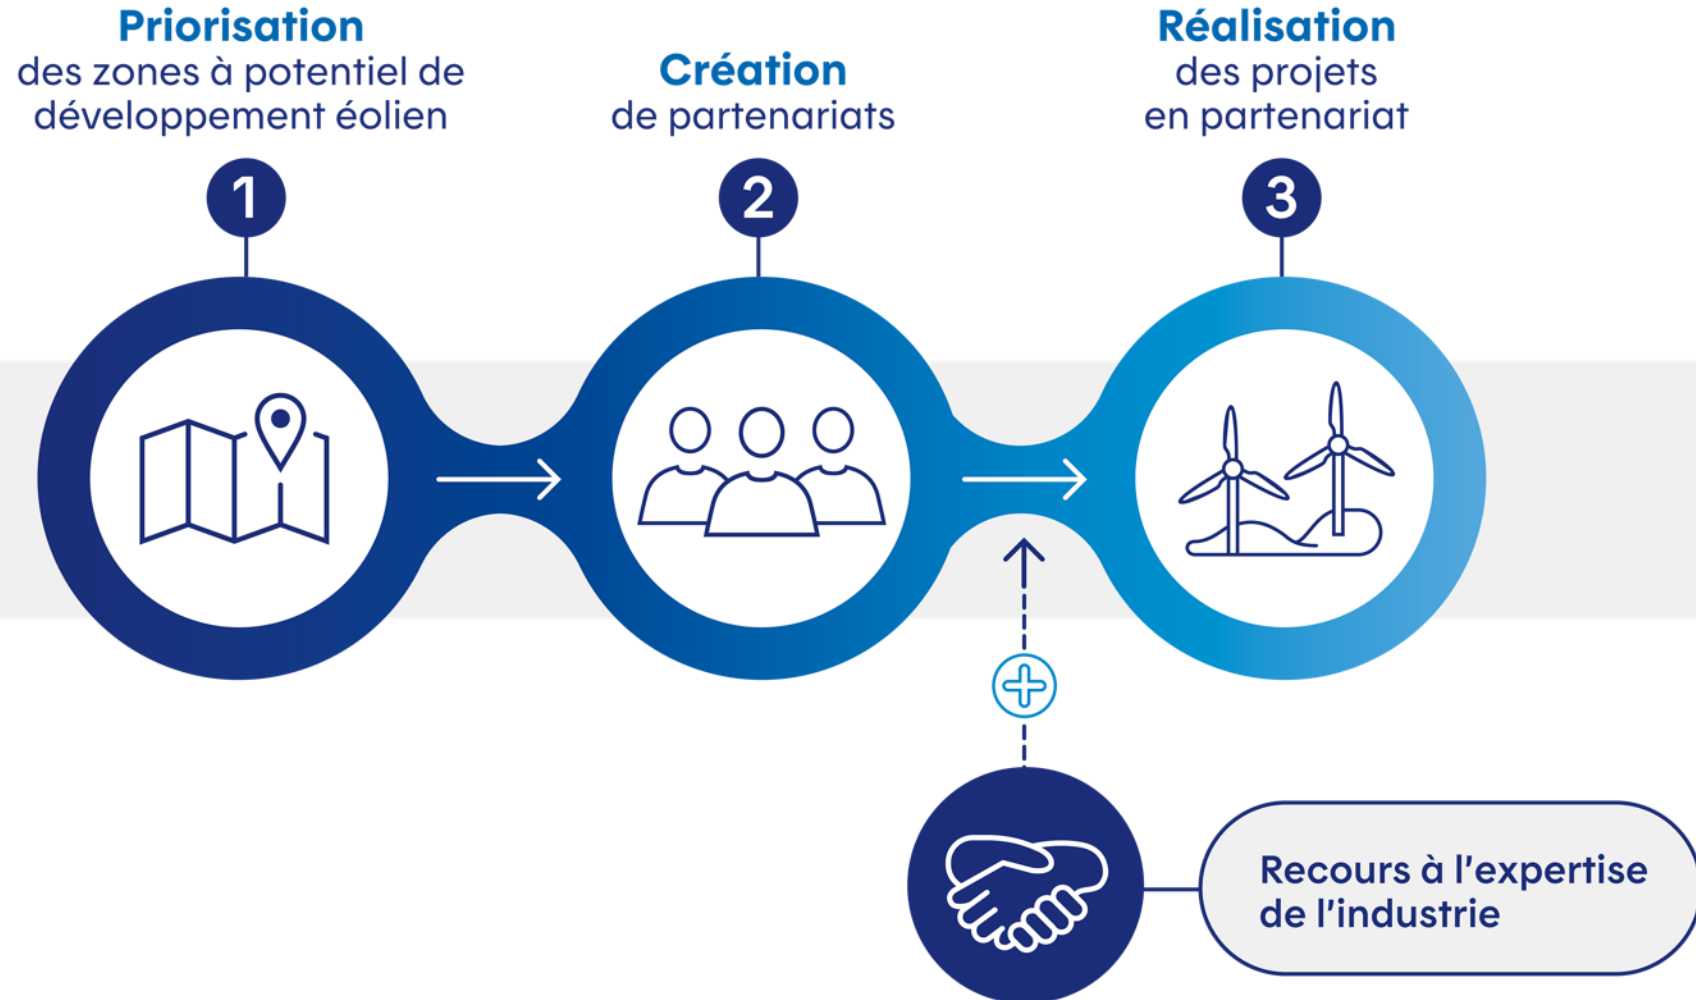 Priorisation
des zones à potentiel de
développement éolien
1
Création
de partenariats
2
Réalisation
des projets
en partenariat
3
Recours à l'expertise
de l'industrie